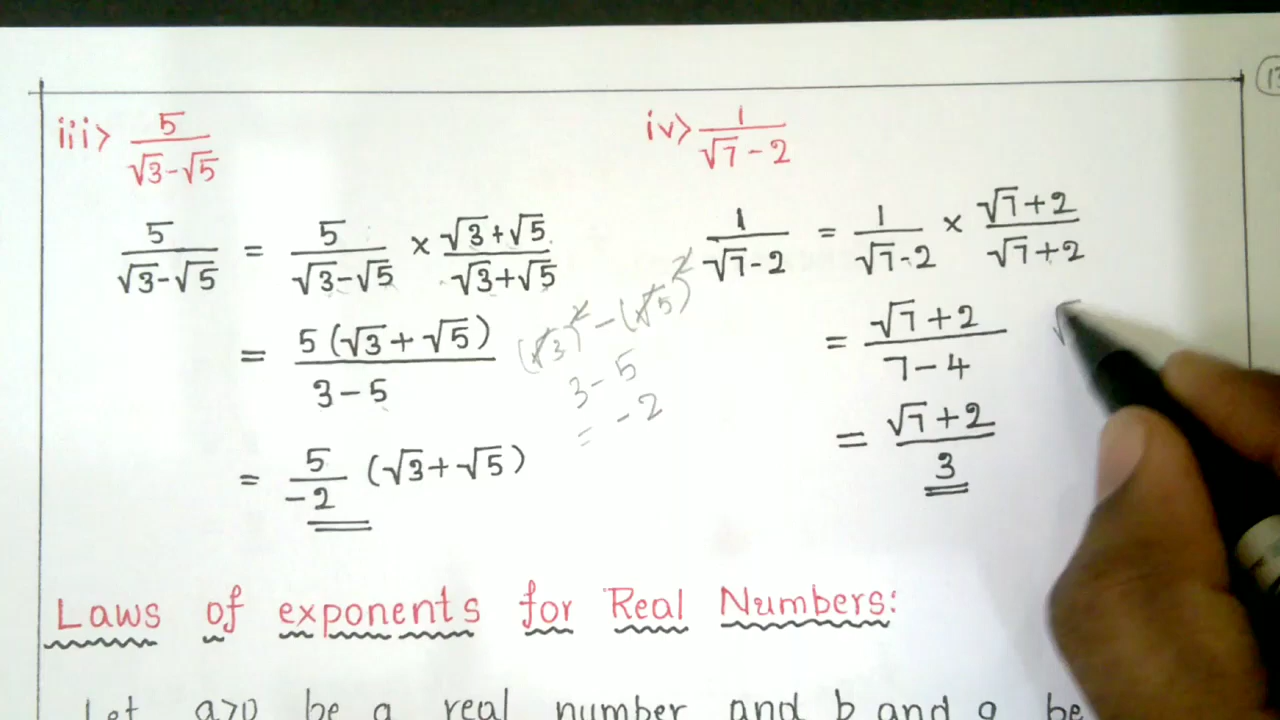 iii> 5/(√3-√5)
5/(√3-√5) = 5/(√3-√5) × (√3+√5)/(√3+√5)
= 5(√3+√5)/(3-5)
(√3)² - (√5)²
3-5
= -2
= 5/-2 (√3+√5)
iv> 1/(√7-2)
1/(√7-2) = 1/(√7-2) × (√7+2)/(√7+2)
= (√7+2)/(7-4)
= (√7+2)/3
Laws of exponents for Real Numbers:
Let a>0 be a real number and b and q be